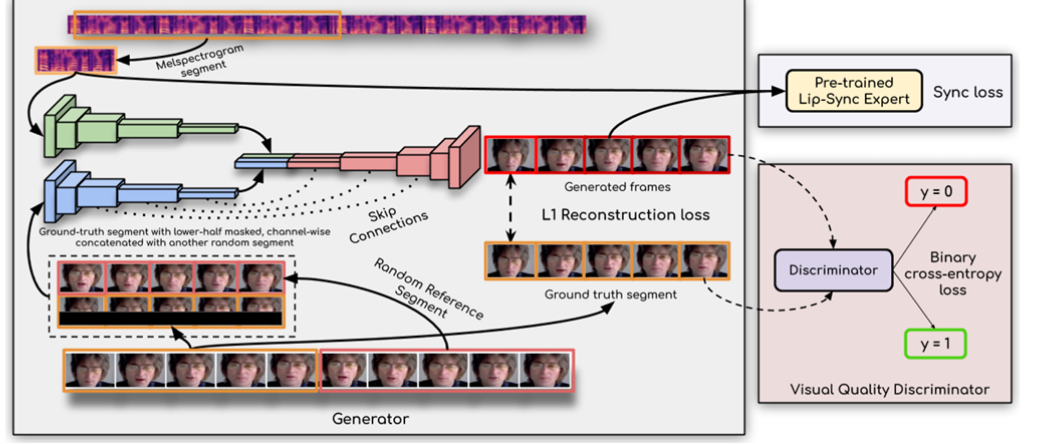 Melspectrogram
segment
Pre-trained
Lip-Sync Expert
Sync loss
Generated frames
L1 Reconstruction loss
Skip
Connections
Ground-truth segment with lower-half masked, channel-wise
concatenated with another random segment
Random Reference
Segment
Ground truth segment
y = 0
Discriminator
Binary
cross-entropy
loss
y = 1
Visual Quality Discriminator
Generator